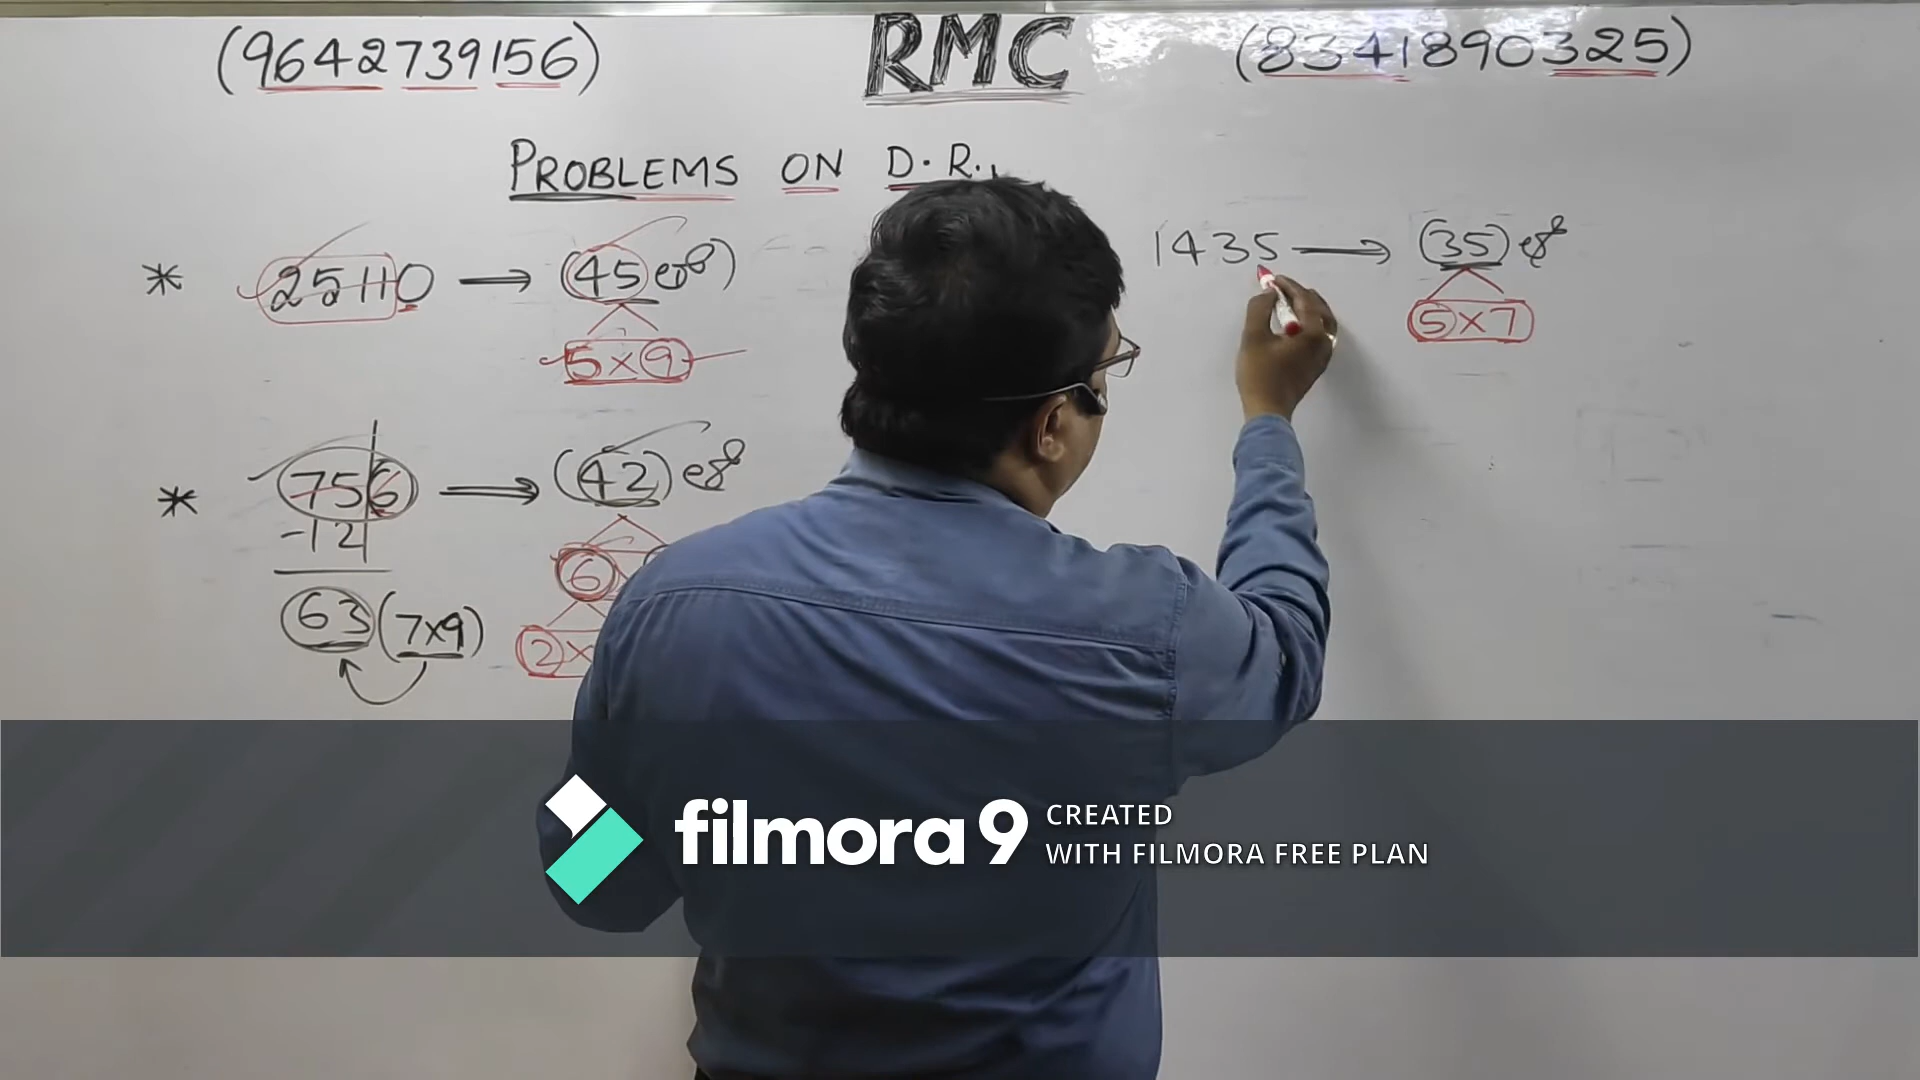 (9642739156)
RMC
(8341890325)
PROBLEMS ON D.R.
* 25110 → (45
5×9
* 756 → (42)
-12
63 (7×9)
6
2×
1435 → (35)
5×7
filmora 9
CREATED
WITH FILMORA FREE PLAN